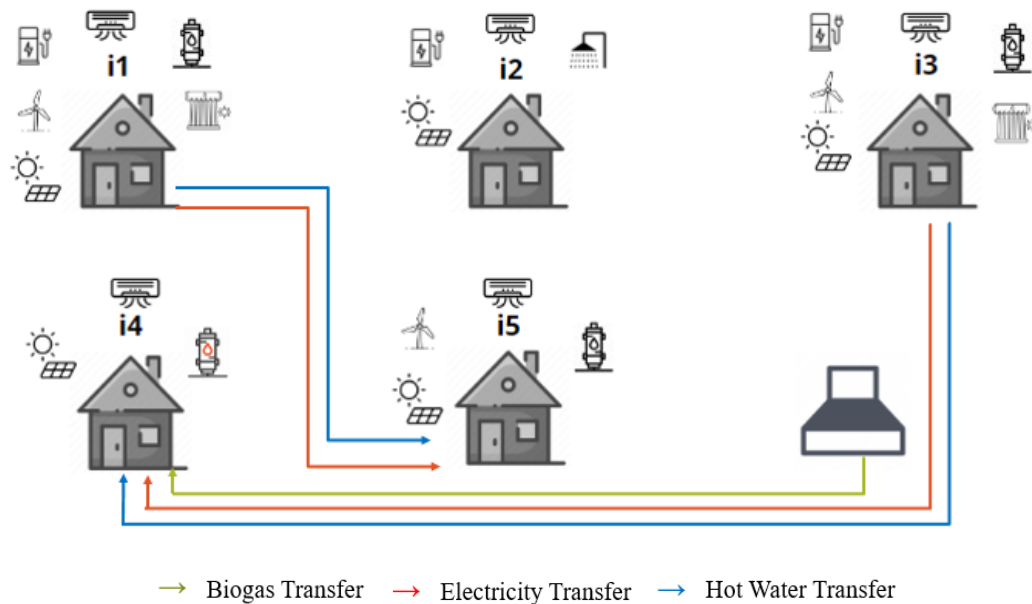 i1
i2
i3
i4
i5
→ Biogas Transfer → Electricity Transfer → Hot Water Transfer